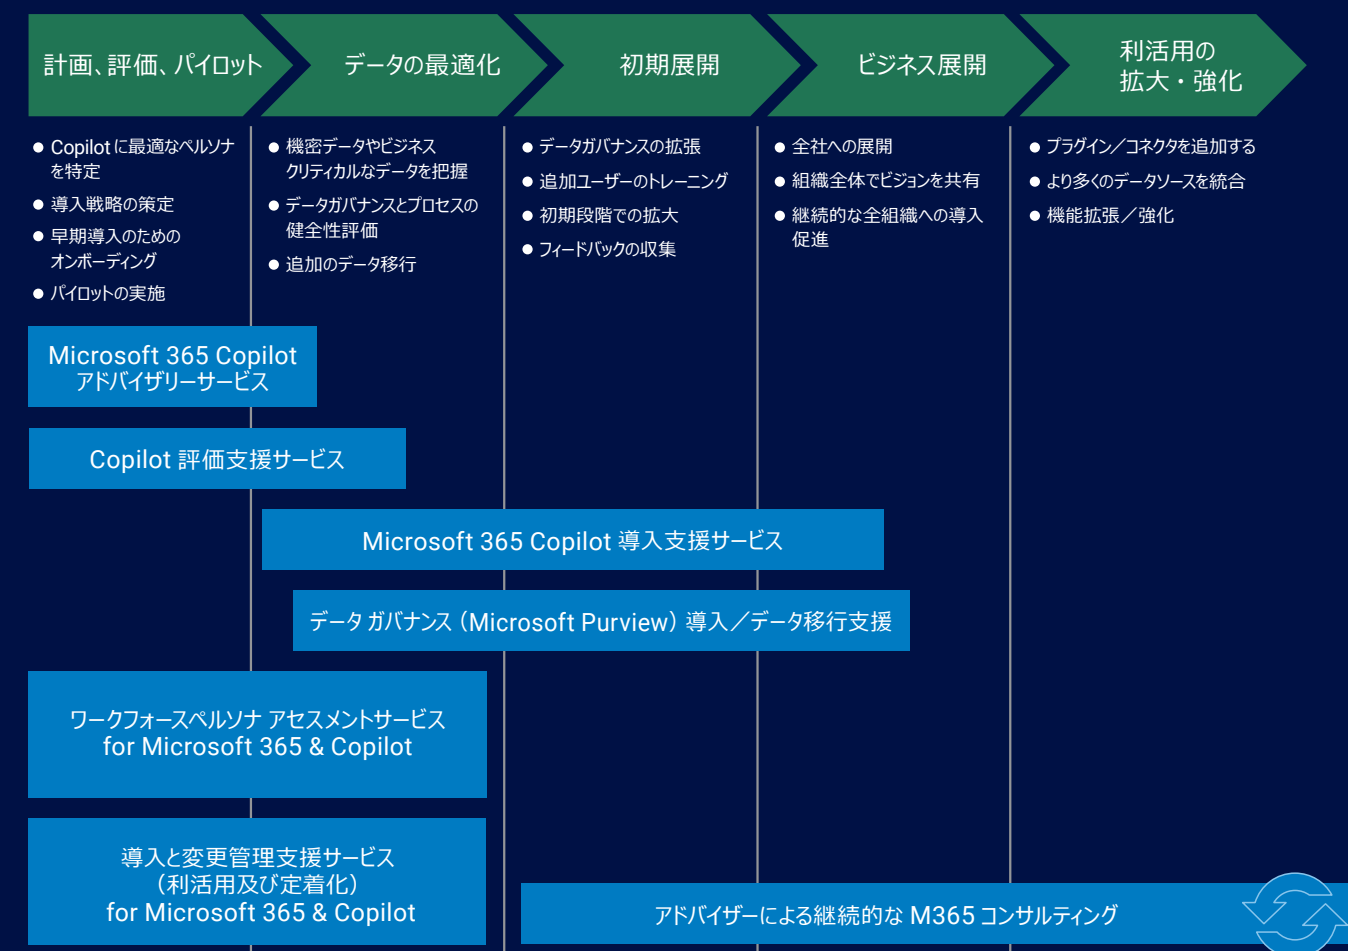 計画、評価、パイロット
データの最適化
初期展開
ビジネス展開
利活用の
拡大・強化
● Copilot に最適なペルソナ
を特定
● 導入戦略の策定
● 早期導入のための
オンボーディング
● パイロットの実施
● 機密データやビジネス
クリティカルなデータを把握
● データガバナンスとプロセスの
健全性評価
● 追加のデータ移行
● データガバナンスの拡張
● 追加ユーザーのトレーニング
● 初期段階での拡大
● フィードバックの収集
● 全社への展開
● 組織全体でビジョンを共有
● 継続的な全組織への導入
促進
● プラグイン／コネクタを追加する
● より多くのデータソースを統合
● 機能拡張／強化
Microsoft 365 Copilot
アドバイザリーサービス
Copilot 評価支援サービス
Microsoft 365 Copilot 導入支援サービス
データ ガバナンス（Microsoft Purview）導入／データ移行支援
ワークフォースペルソナ アセスメントサービス
for Microsoft 365 & Copilot
導入と変更管理支援サービス
（利活用及び定着化）
for Microsoft 365 & Copilot
アドバイザーによる継続的な M365 コンサルティング